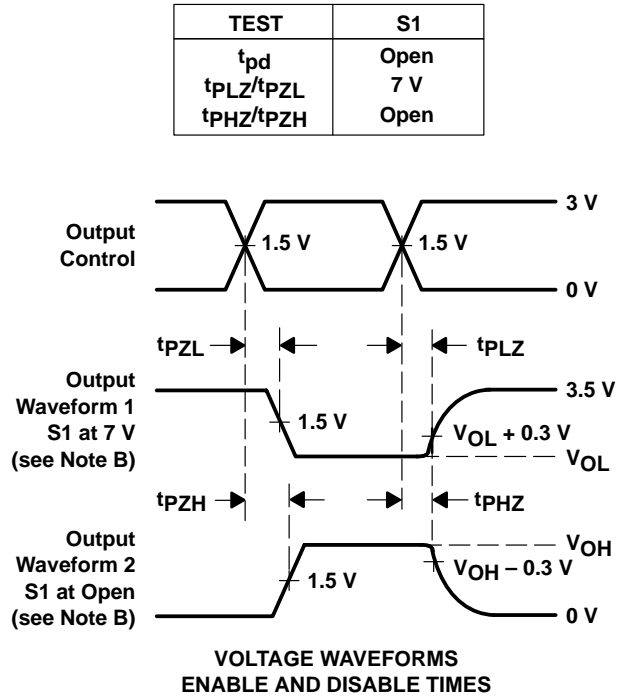 TEST S1
tpd Open
tPLZ/tPZL 7 V
tPHZ/tPZH Open
3 V
Output
Control
1.5 V 1.5 V
0 V
tPZL tPLZ
Output
Waveform 1
S1 at 7 V
(see Note B)
3.5 V
1.5 V
VOL + 0.3 V
VOL
tPZH tPHZ
Output
Waveform 2
S1 at Open
(see Note B)
VOH
1.5 V
VOH – 0.3 V
0 V
VOLTAGE WAVEFORMS
ENABLE AND DISABLE TIMES